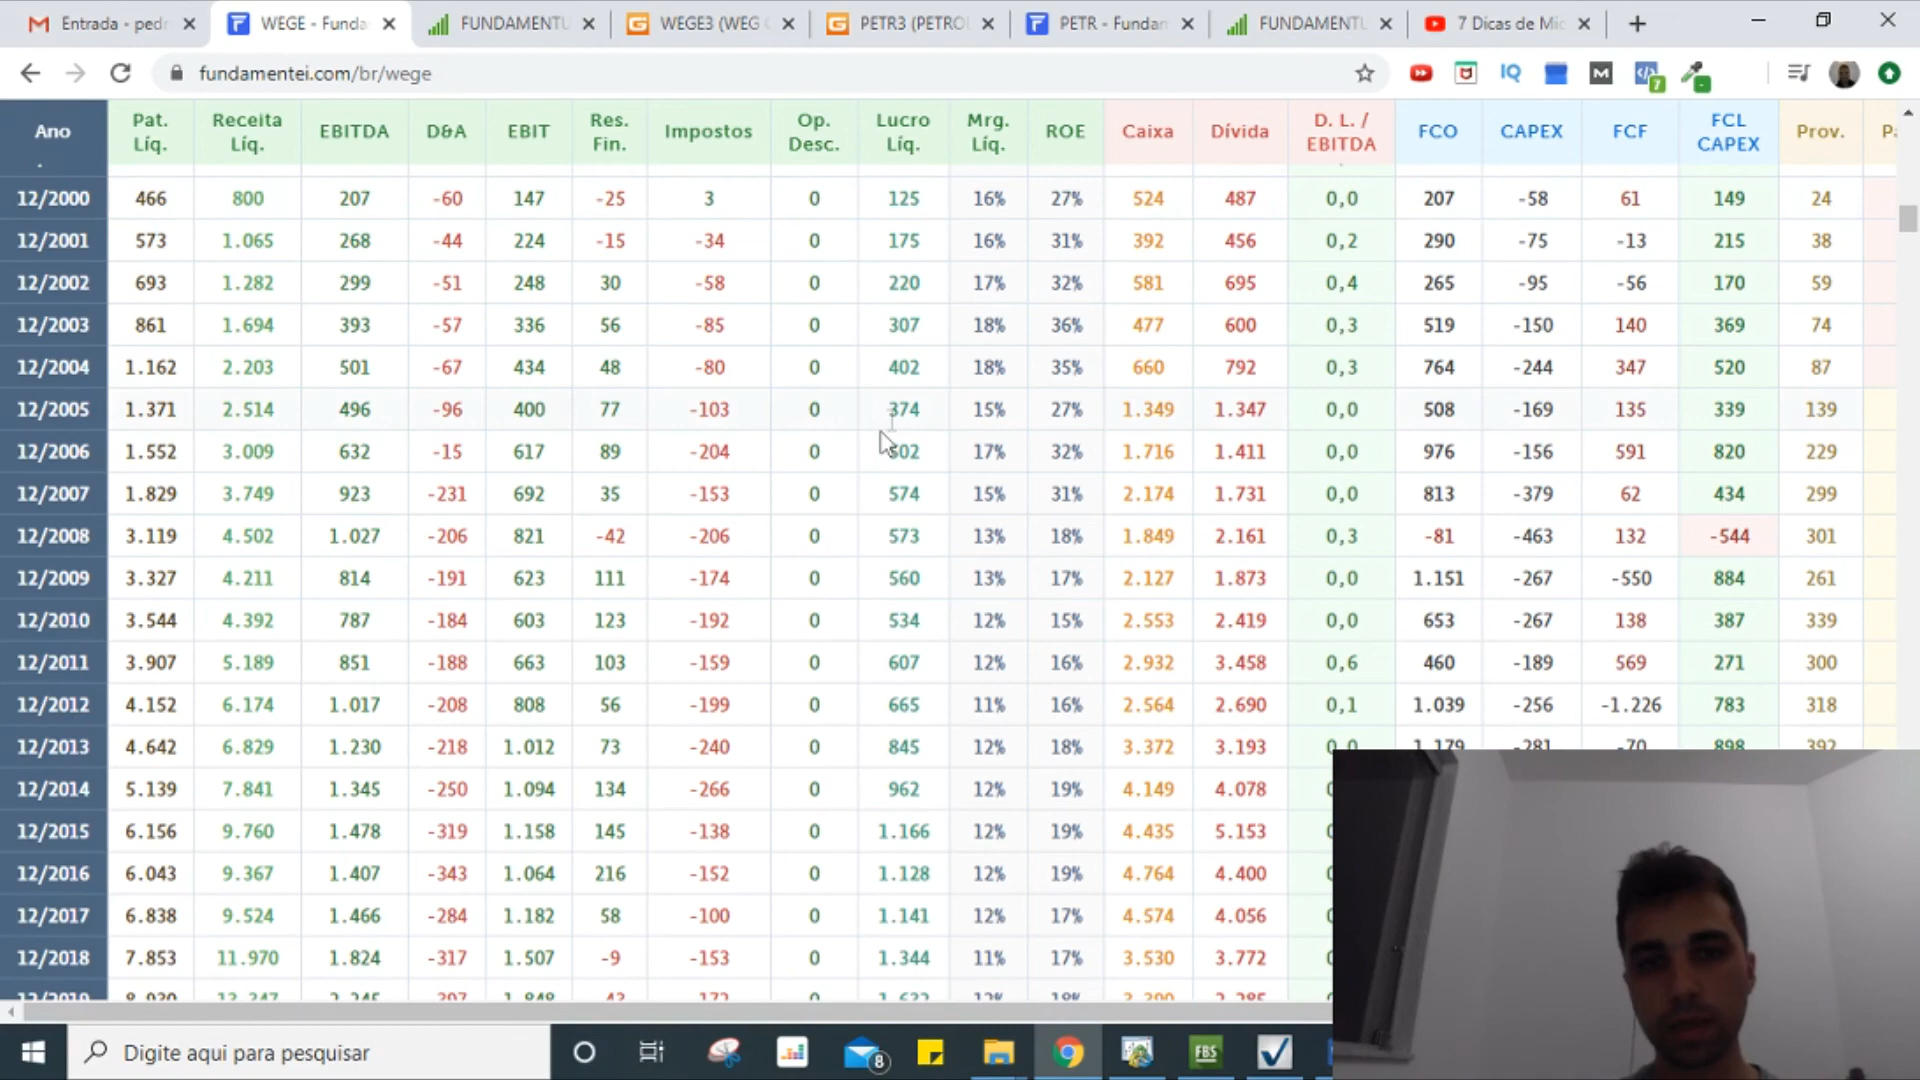 Entrada - ped
WEGE - Funda
FUNDAMENTU
WEGE3 (WEG
PETR3 (PETROL
PETR - Fundam
FUNDAMENTU
7 Dicas de Mi
fundamentei.com/br/wege
IQ
M
7
Ano Pat. Líq. Receita Líq. EBITDA D&A EBIT Res. Fin. Impostos Op. Desc. Lucro Líq. Mrg. Líq. ROE Caixa Dívida D. L. / EBITDA FCO CAPEX FCF FCL CAPEX Prov.
12/2000 466 800 207 -60 147 -25 3 0 125 16% 27% 524 487 0,0 207 -58 61 149 24
12/2001 573 1.065 268 -44 224 -15 -34 0 175 16% 31% 392 456 0,2 290 -75 -13 215 38
12/2002 693 1.282 299 -51 248 30 -58 0 220 17% 32% 581 695 0,4 265 -95 -56 170 59
12/2003 861 1.694 393 -57 336 56 -85 0 307 18% 36% 477 600 0,3 519 -150 140 369 74
12/2004 1.162 2.203 501 -67 434 48 -80 0 402 18% 35% 660 792 0,3 764 -244 347 520 87
12/2005 1.371 2.514 496 -96 400 77 -103 0 374 15% 27% 1.349 1.347 0,0 508 -169 135 339 139
12/2006 1.552 3.009 632 -15 617 89 -204 0 502 17% 32% 1.716 1.411 0,0 976 -156 591 820 229
12/2007 1.829 3.749 923 -231 692 35 -153 0 574 15% 31% 2.174 1.731 0,0 813 -379 62 434 299
12/2008 3.119 4.502 1.027 -206 821 -42 -206 0 573 13% 18% 1.849 2.161 0,3 -81 -463 132 -544 301
12/2009 3.327 4.211 814 -191 623 111 -174 0 560 13% 17% 2.127 1.873 0,0 1.151 -267 -550 884 261
12/2010 3.544 4.392 787 -184 603 123 -192 0 534 12% 15% 2.553 2.419 0,0 653 -267 138 387 339
12/2011 3.907 5.189 851 -188 663 103 -159 0 607 12% 16% 2.932 3.458 0,6 460 -189 569 271 300
12/2012 4.152 6.174 1.017 -208 808 56 -199 0 665 11% 16% 2.564 2.690 0,1 1.039 -256 -1.226 783 318
12/2013 4.642 6.829 1.230 -218 1.012 73 -240 0 845 12% 18% 3.372 3.193 0,0 1.179 -281 -70 898 392
12/2014 5.139 7.841 1.345 -250 1.094 134 -266 0 962 12% 19% 4.149 4.078
12/2015 6.156 9.760 1.478 -319 1.158 145 -138 0 1.166 12% 19% 4.435 5.153
12/2016 6.043 9.367 1.407 -343 1.064 216 -152 0 1.128 12% 19% 4.764 4.400
12/2017 6.838 9.524 1.466 -284 1.182 58 -100 0 1.141 12% 17% 4.574 4.056
12/2018 7.853 11.970 1.824 -317 1.507 -9 -153 0 1.344 11% 17% 3.530 3.772
12/2019
Digite aqui para pesquisar
8
FBS